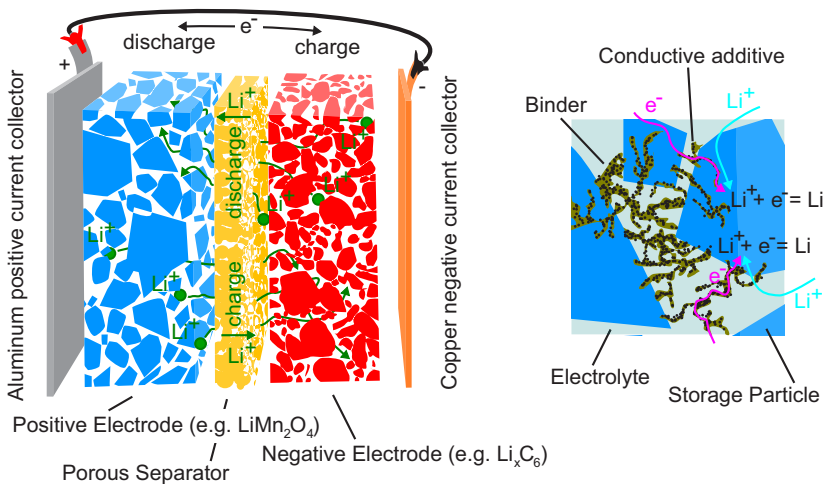 e⁻
discharge
charge
+
-
Aluminum positive current collector
Li⁺
discharge
Li⁺
Li⁺
Li⁺
Li⁺
Li⁺
charge
Li⁺
Li⁺
Copper negative current collector
Positive Electrode (e.g. LiMn₂O₄)
Porous Separator
Negative Electrode (e.g. LiₓC₆)
Conductive additive
Binder
e⁻
Li⁺
Li⁺+ e⁻= Li
Li⁺+ e⁻= Li
e⁻
Li⁺
Electrolyte
Storage Particle